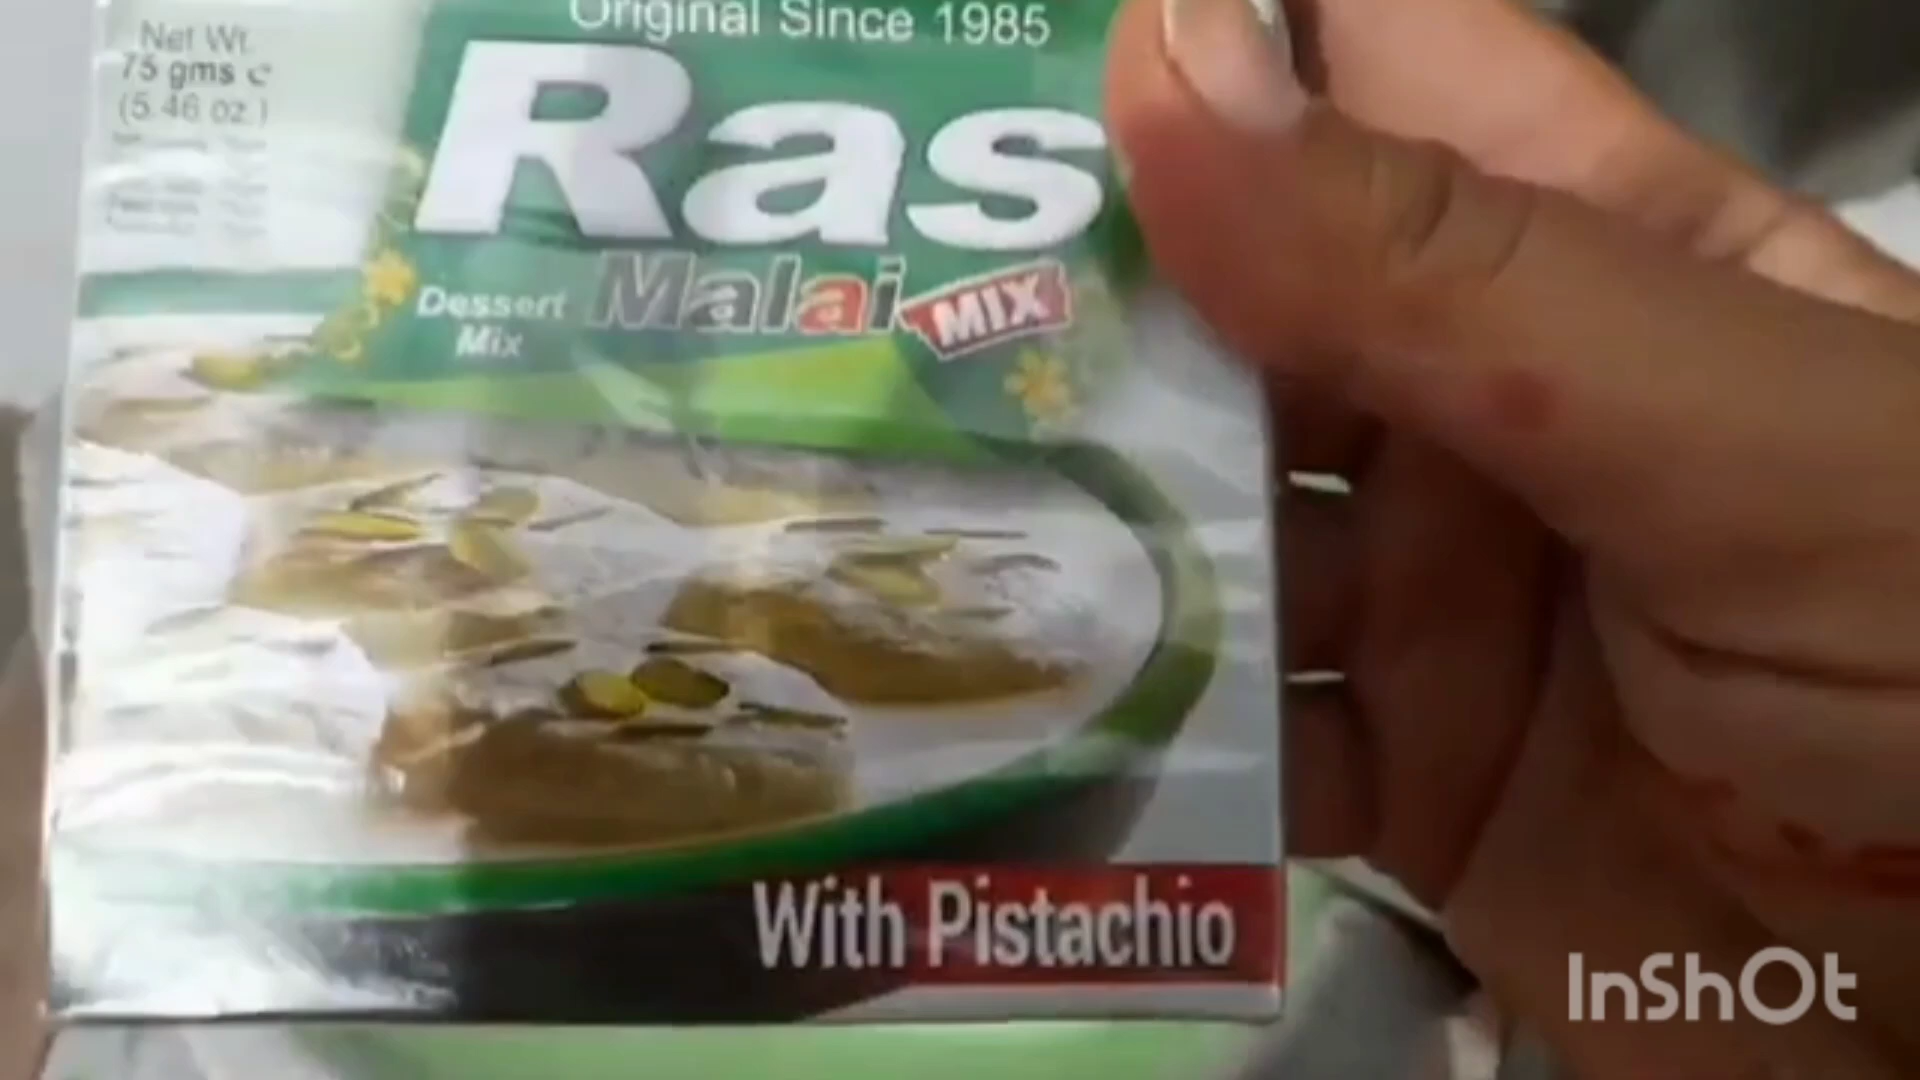 Original Since 1985
Net Wt.
75 gms e
(5.46 oz.)
Ras
Malai MIX
Dessert
Mix
With Pistachio
InShOt